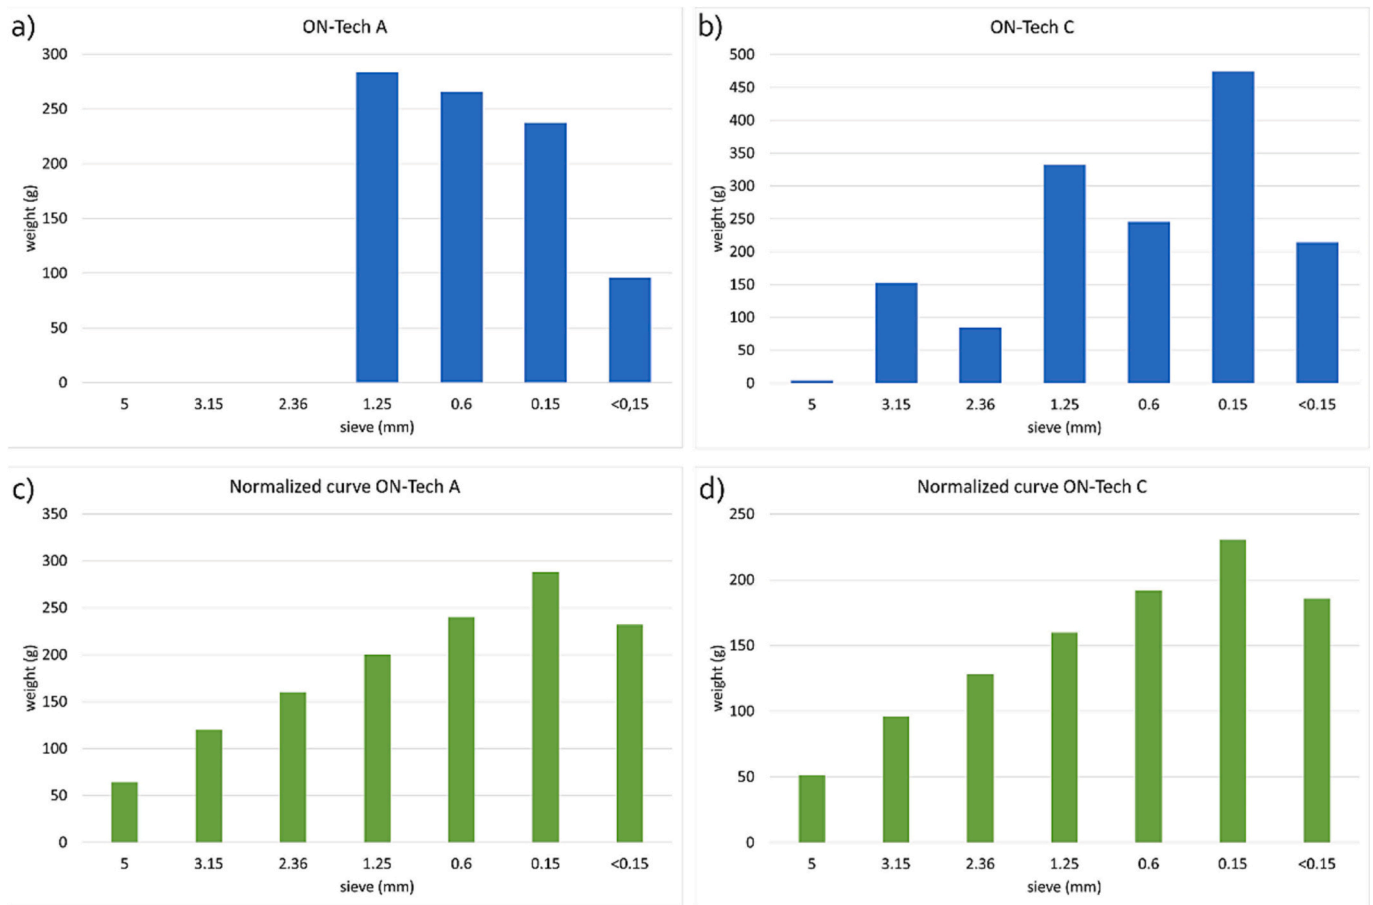 a)
ON-Tech A
300
250
200
150
100
50
0
weight (g)
5 3.15 2.36 1.25 0.6 0.15 <0,15
sieve (mm)
b)
ON-Tech C
500
450
400
350
300
250
200
150
100
50
0
weight (g)
5 3.15 2.36 1.25 0.6 0.15 <0.15
sieve (mm)
c)
Normalized curve ON-Tech A
350
300
250
200
150
100
50
0
weight (g)
5 3.15 2.36 1.25 0.6 0.15 <0.15
sieve (mm)
d)
Normalized curve ON-Tech C
250
200
150
100
50
0
weight (g)
5 3.15 2.36 1.25 0.6 0.15 <0.15
sieve (mm)